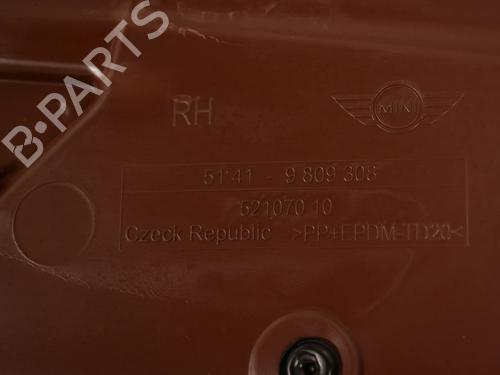 B-PARTS
RH
MINI
51·41 - 9 809 308
521070 10
Czeck Republic >PP+EPDM-TD20<